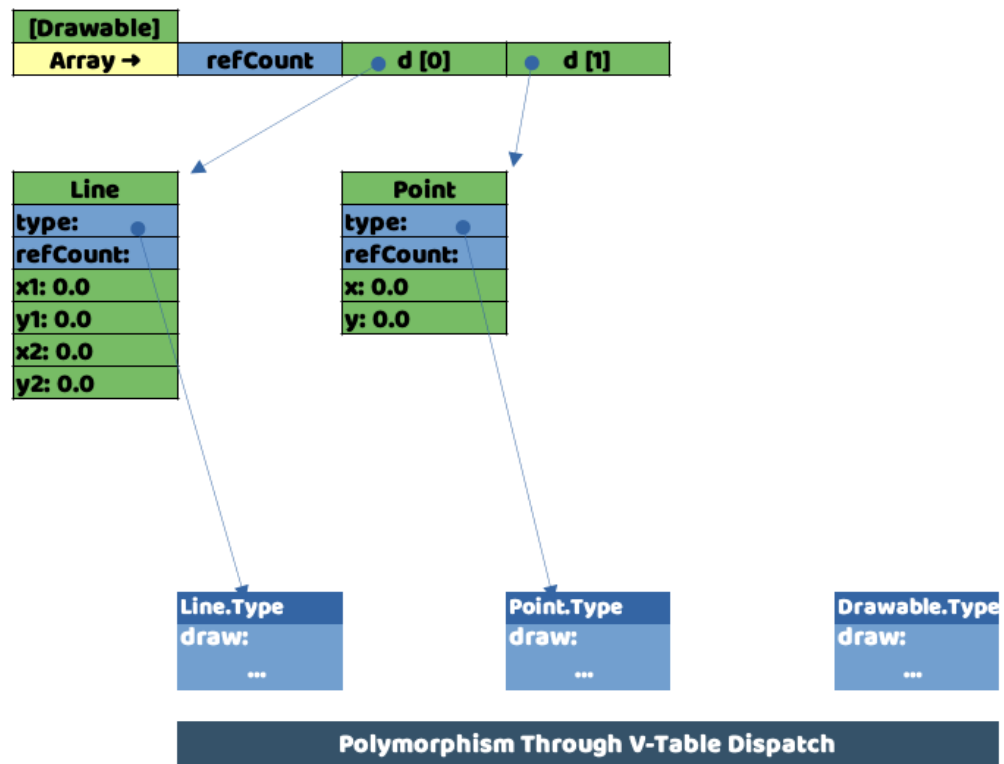 [Drawable]
Array → refCount d [0] d [1]
Line
type:
refCount:
x1: 0.0
y1: 0.0
x2: 0.0
y2: 0.0
Point
type:
refCount:
x: 0.0
y: 0.0
Line.Type
draw:
...
Point.Type
draw:
...
Drawable.Type
draw:
...
Polymorphism Through V-Table Dispatch